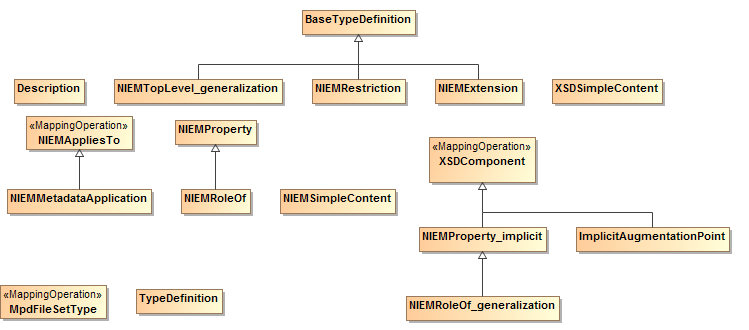 BaseTypeDefinition
Description
NIEMTopLevel_generalization
NIEMRestriction
NIEMExtension
XSDSimpleContent
«MappingOperation»
NIEMAppliesTo
NIEMProperty
«MappingOperation»
XSDComponent
NIEMMetadataApplication
NIEMRoleOf
NIEMSimpleContent
NIEMProperty_implicit
ImplicitAugmentationPoint
«MappingOperation»
MpdFileSetType
TypeDefinition
NIEMRoleOf_generalization